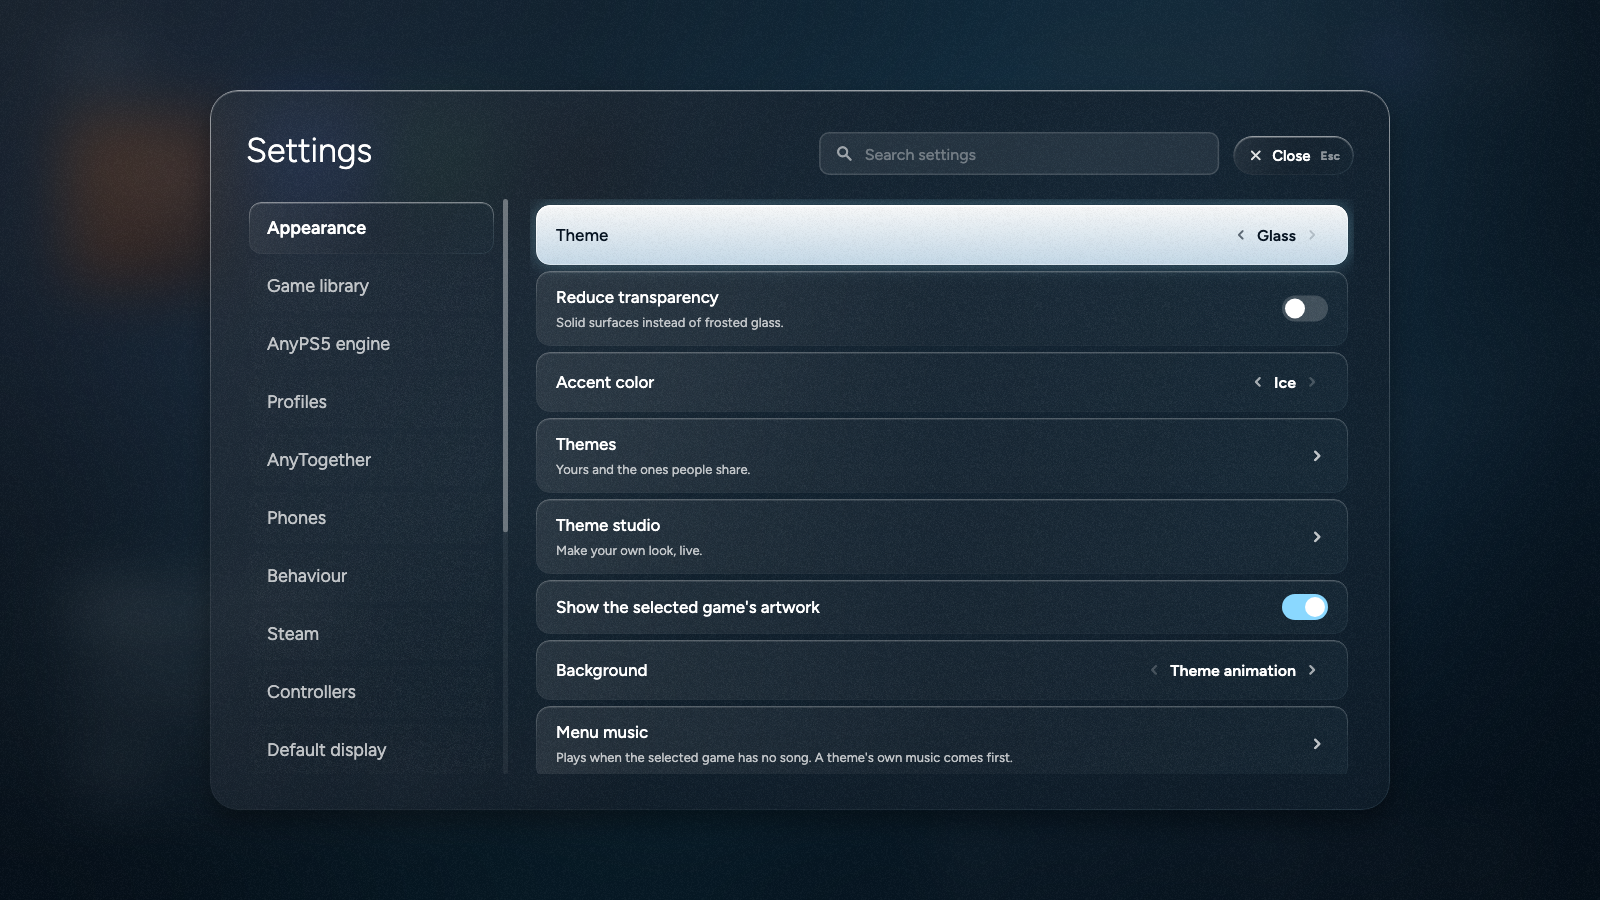 Settings
Search settings
Close Esc
Appearance
Game library
AnyPS5 engine
Profiles
AnyTogether
Phones
Behaviour
Steam
Controllers
Default display
Theme
Glass
Reduce transparency
Solid surfaces instead of frosted glass.
Accent color
Ice
Themes
Yours and the ones people share.
Theme studio
Make your own look, live.
Show the selected game's artwork
Background
Theme animation
Menu music
Plays when the selected game has no song. A theme's own music comes first.